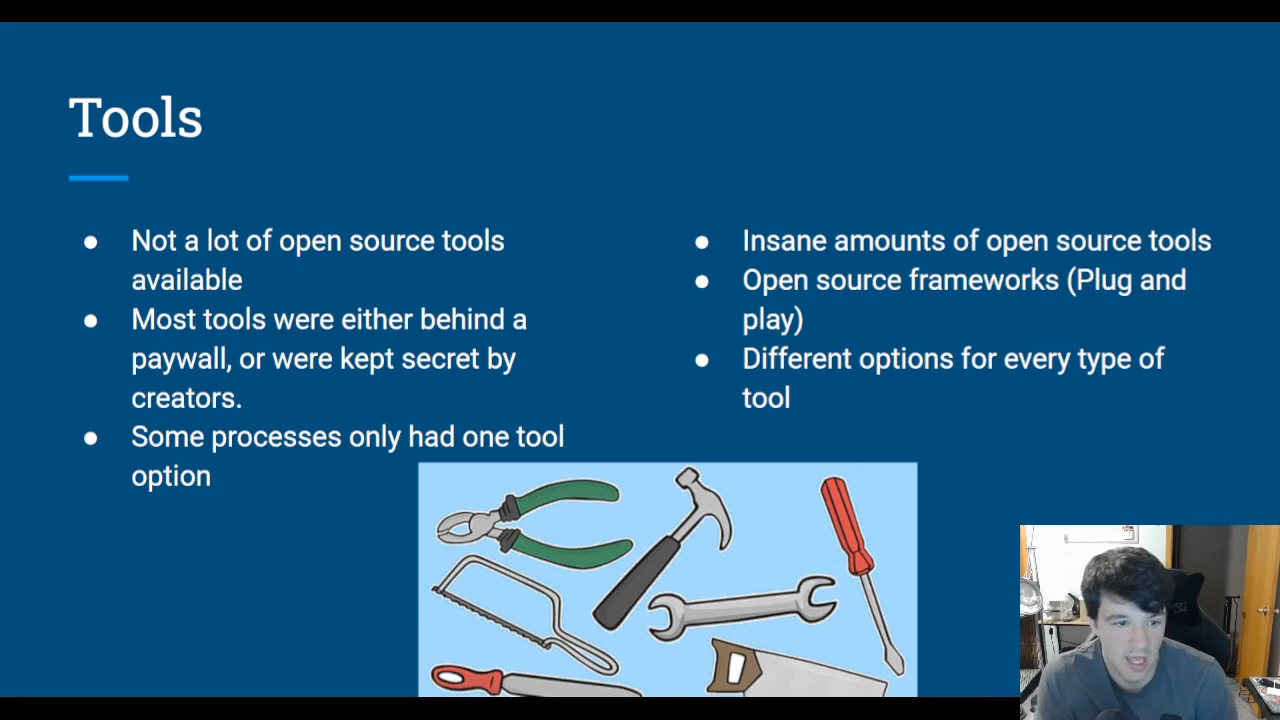 Tools
Not a lot of open source tools
available
Most tools were either behind a
paywall, or were kept secret by
creators.
Some processes only had one tool
option
Insane amounts of open source tools
Open source frameworks (Plug and
play)
Different options for every type of
tool